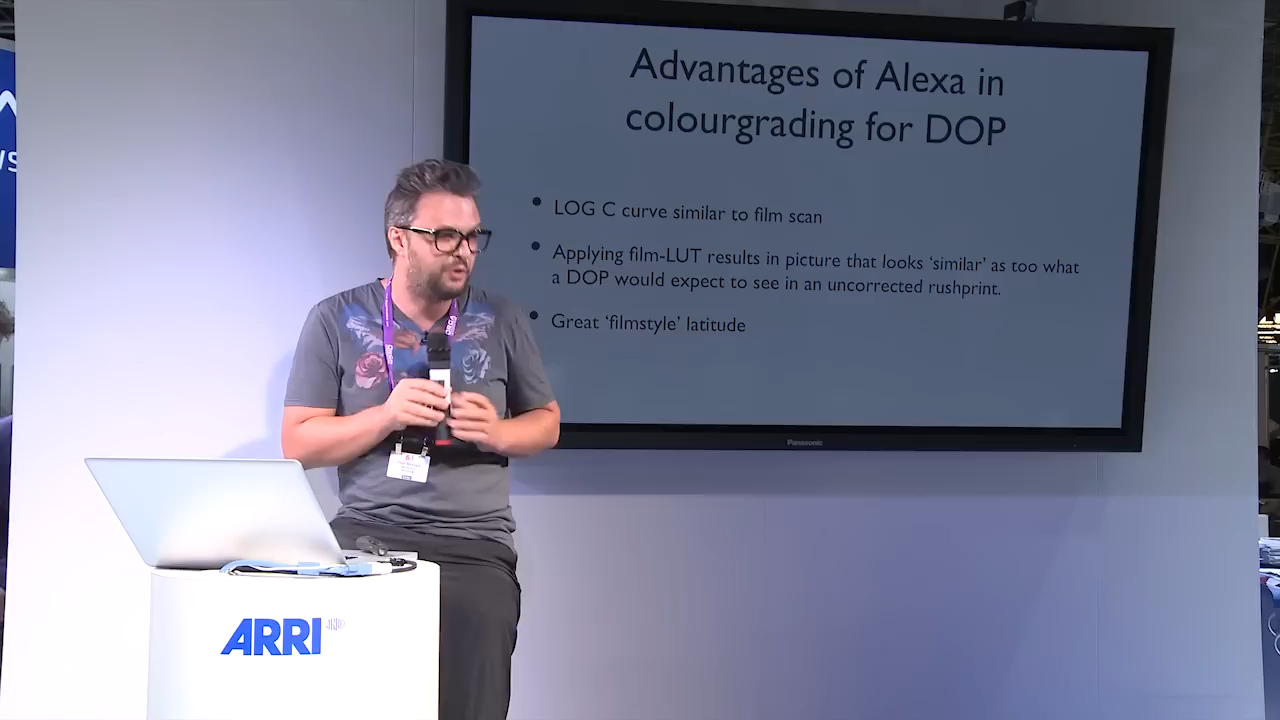 Advantages of Alexa in
colourgrading for DOP
• LOG C curve similar to film scan
• Applying film-LUT results in picture that looks ‘similar’ as too what
a DOP would expect to see in an uncorrected rushprint.
• Great ‘filmstyle’ latitude
Panasonic
ARRI